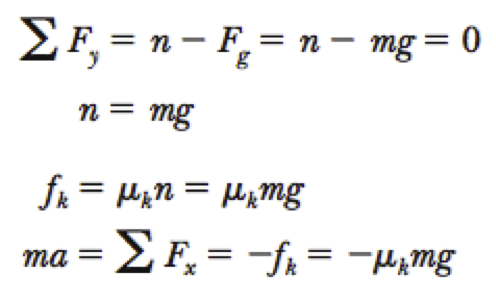 ∑ F_y = n − F_g = n − mg = 0
n = mg
f_k = μ_k n = μ_k mg
ma = ∑ F_x = −f_k = −μ_k mg